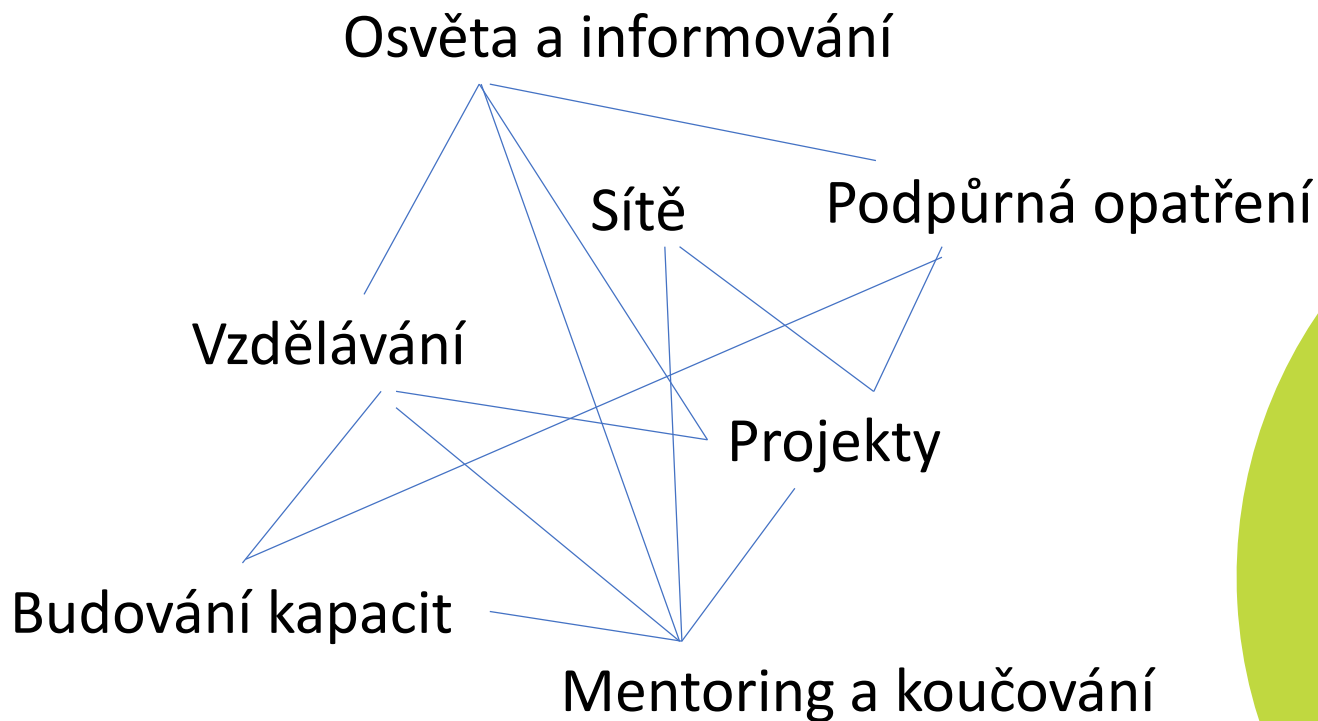 Osvěta a informování
Sítě
Podpůrná opatření
Vzdělávání
Projekty
Budování kapacit
Mentoring a koučování